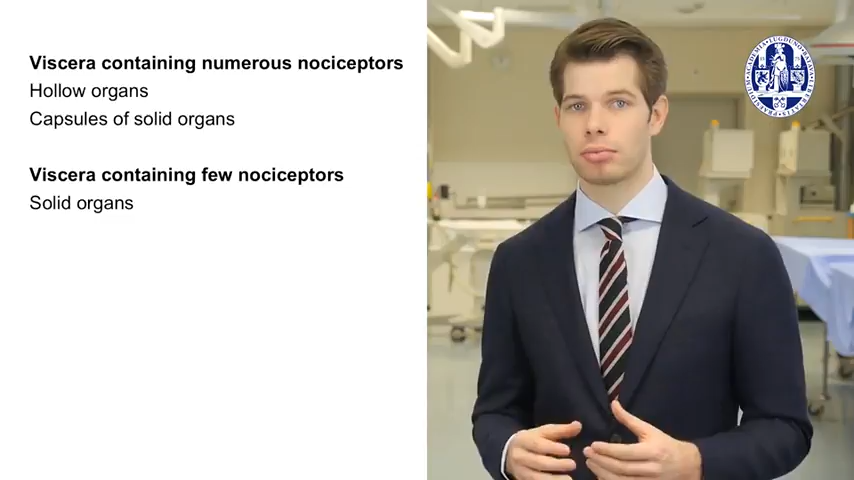 Viscera containing numerous nociceptors
Hollow organs
Capsules of solid organs
Viscera containing few nociceptors
Solid organs